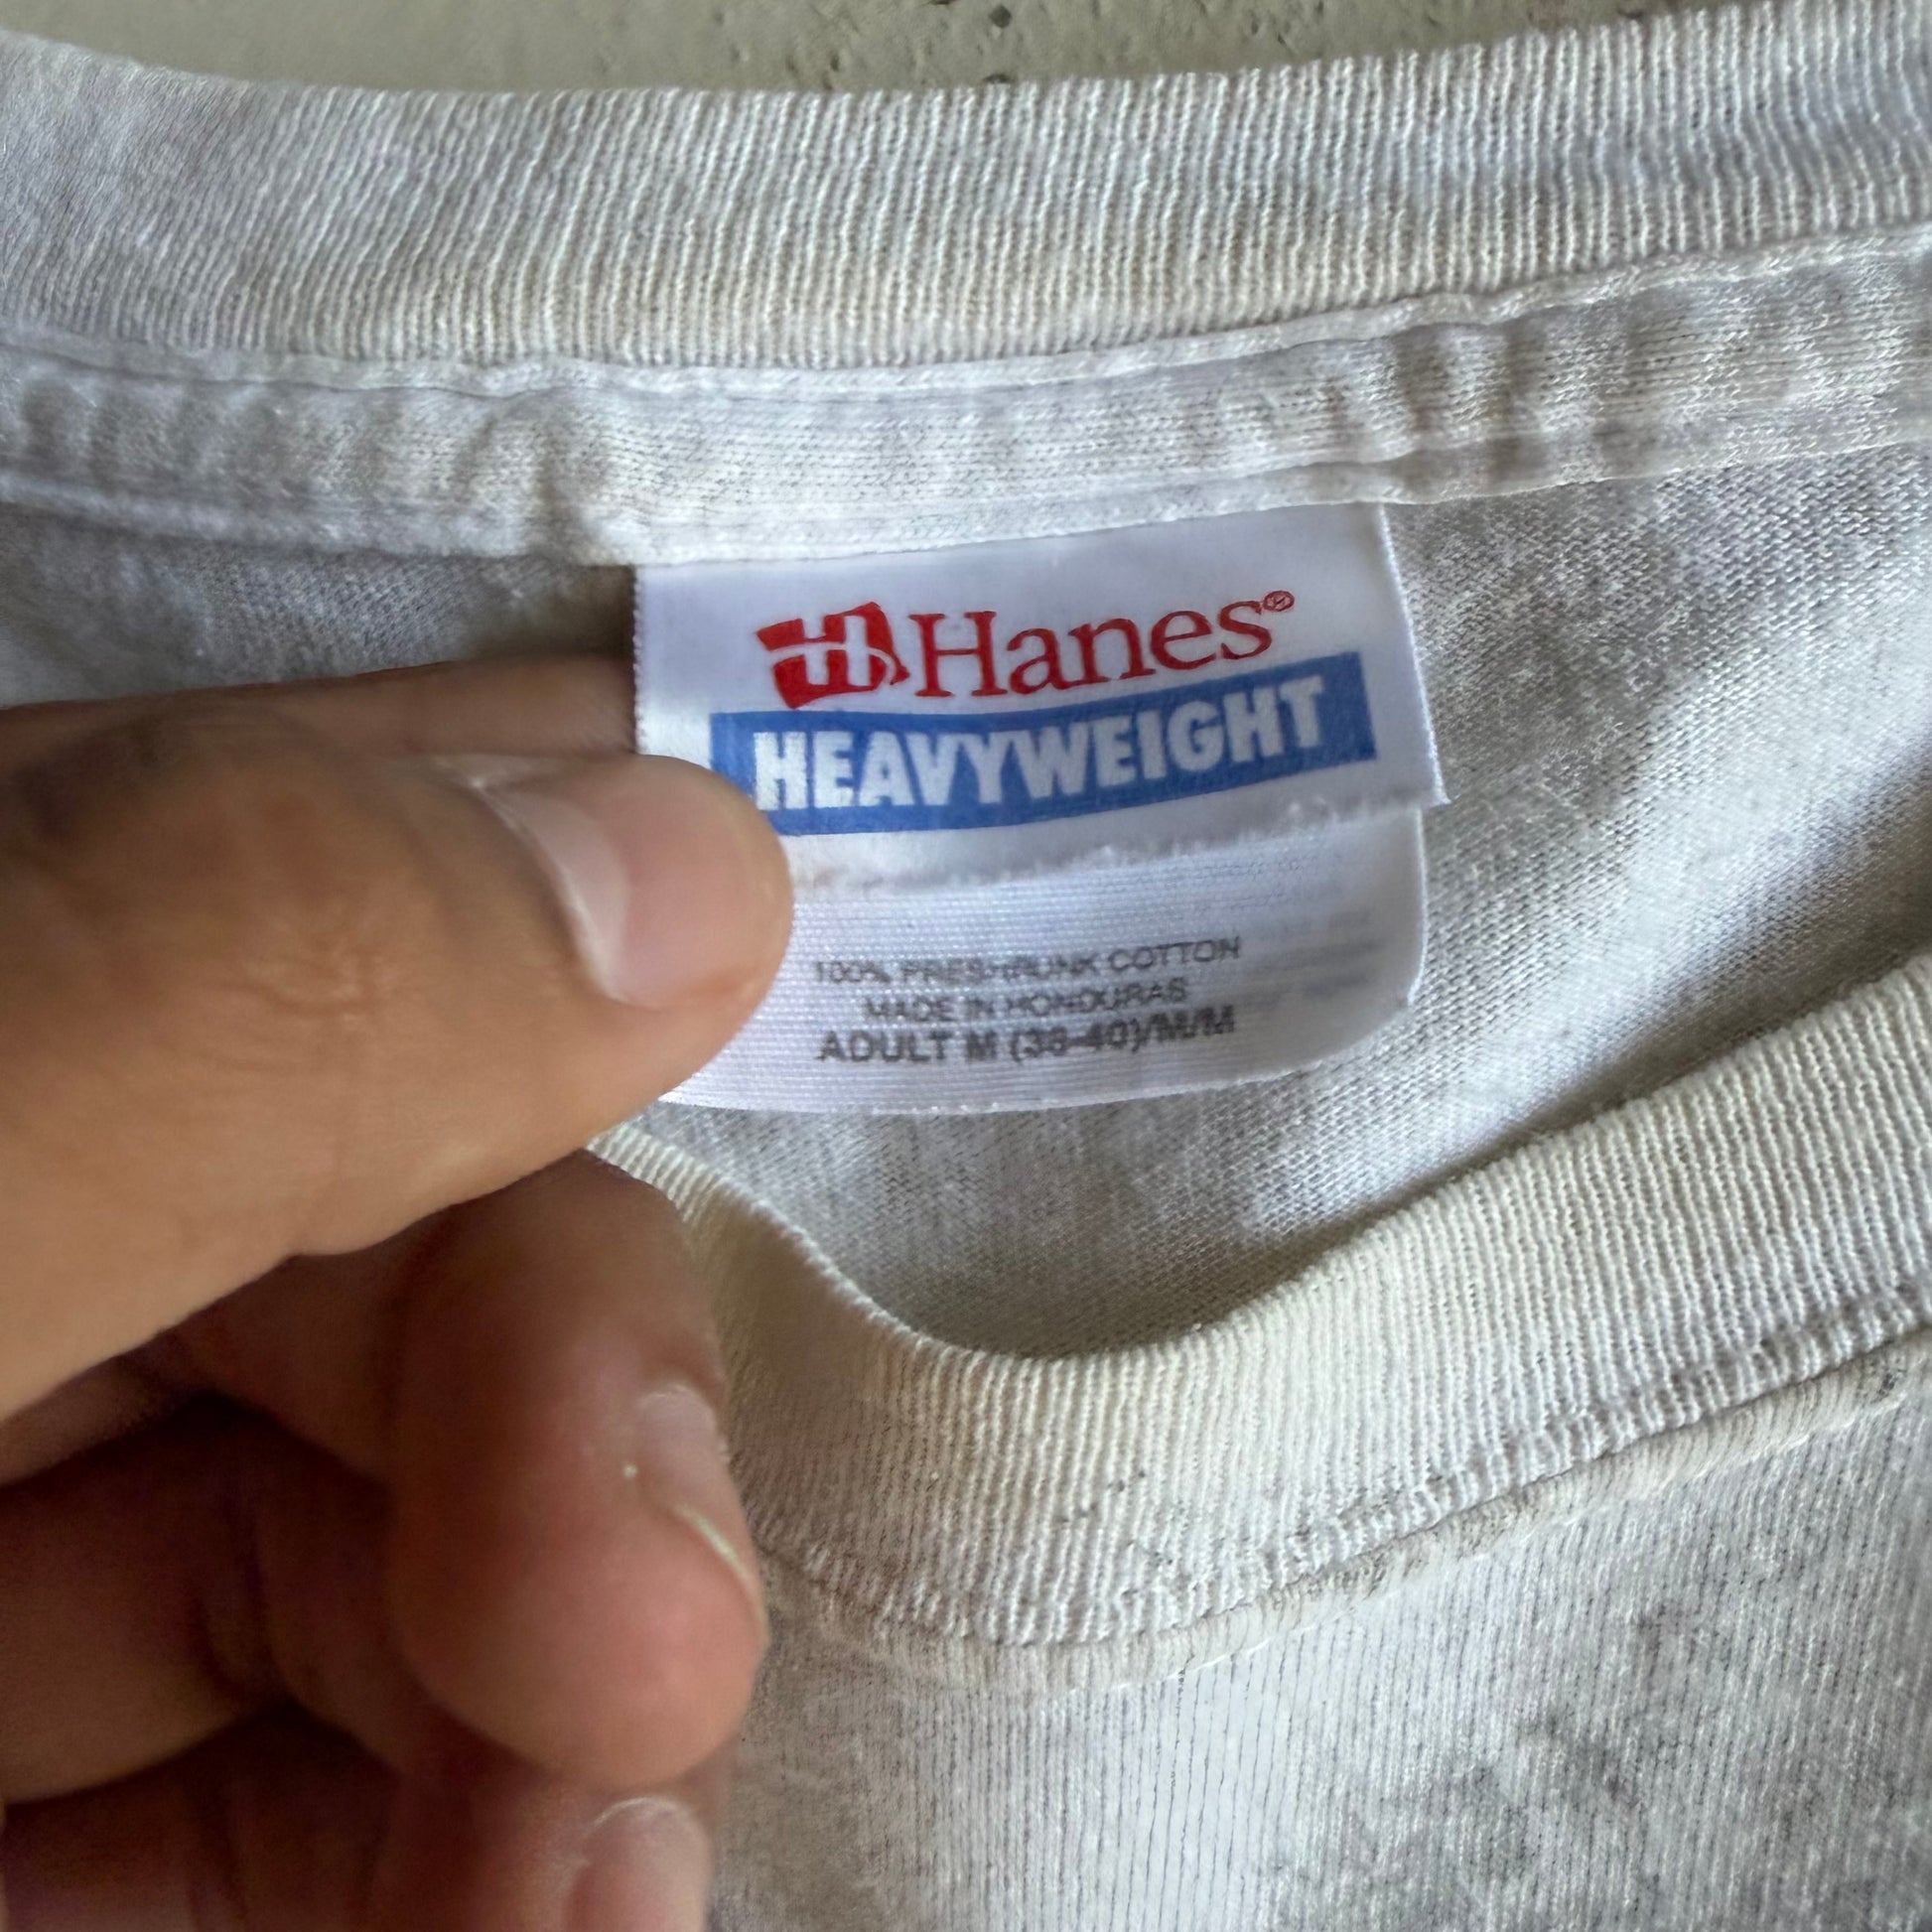 Hanes®
HEAVYWEIGHT
100% PRESHRUNK COTTON
MADE IN HONDURAS
ADULT M (38-40)/M/M